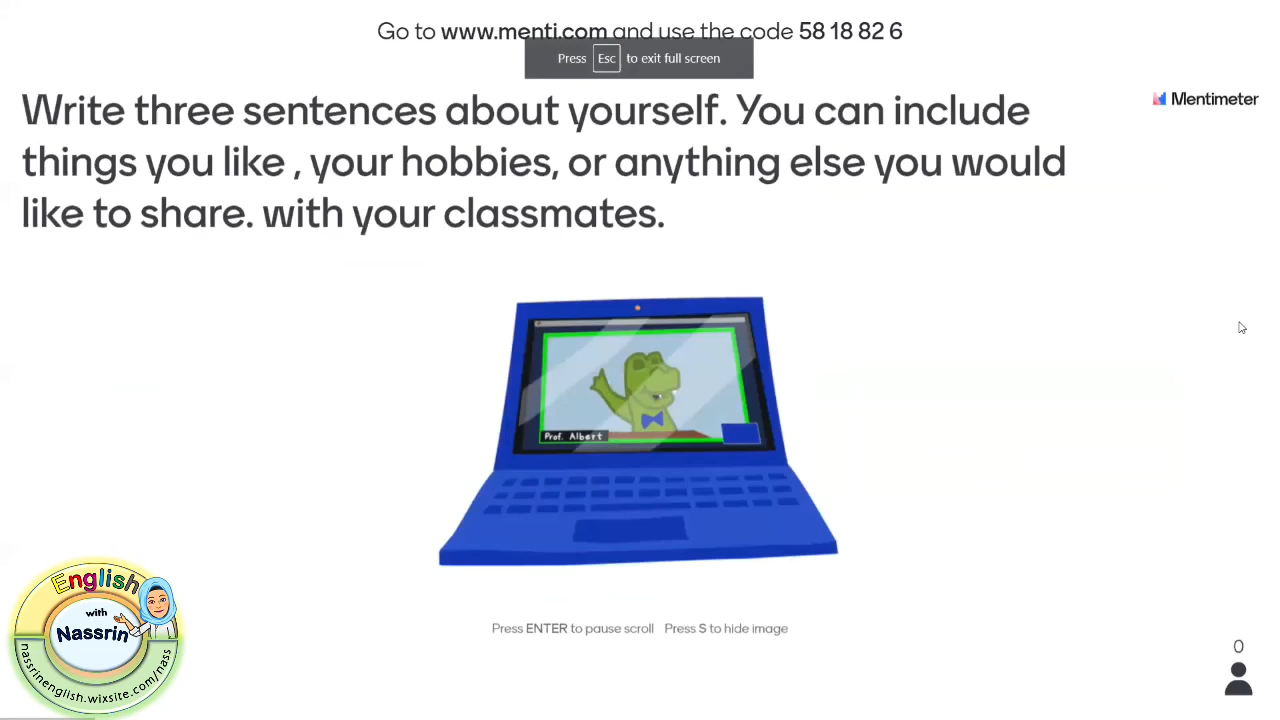 Go to www.menti.com and use the code 58 18 82 6
Press Esc to exit full screen
Write three sentences about yourself. You can include
things you like , your hobbies, or anything else you would
like to share. with your classmates.
Mentimeter
Prof. Albert
English
with
Nassrin
nassrinenglish.wixsite.com/nass
Press ENTER to pause scroll Press S to hide image
0